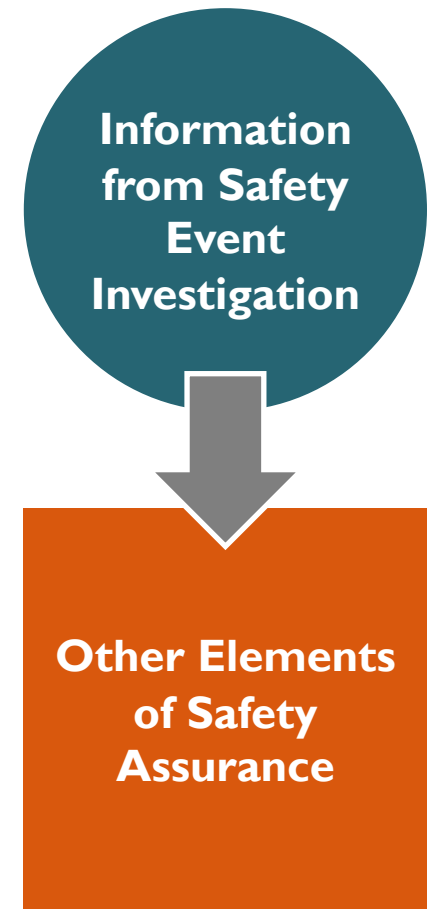 Information
from Safety
Event
Investigation
Other Elements
of Safety
Assurance